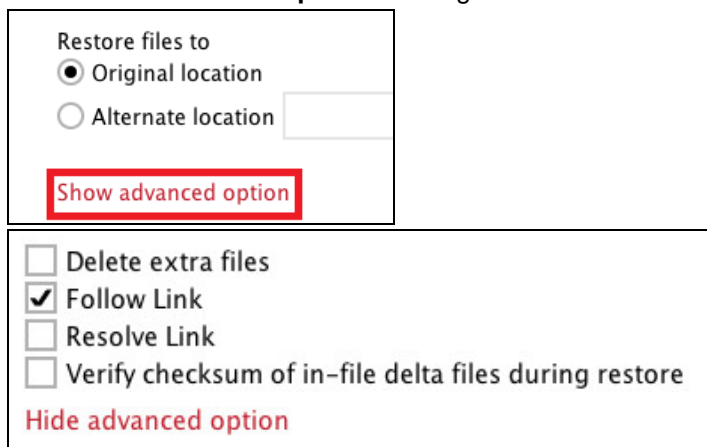 Restore files to
Original location
Alternate location
Show advanced option
Delete extra files
Follow Link
Resolve Link
Verify checksum of in-file delta files during restore
Hide advanced option